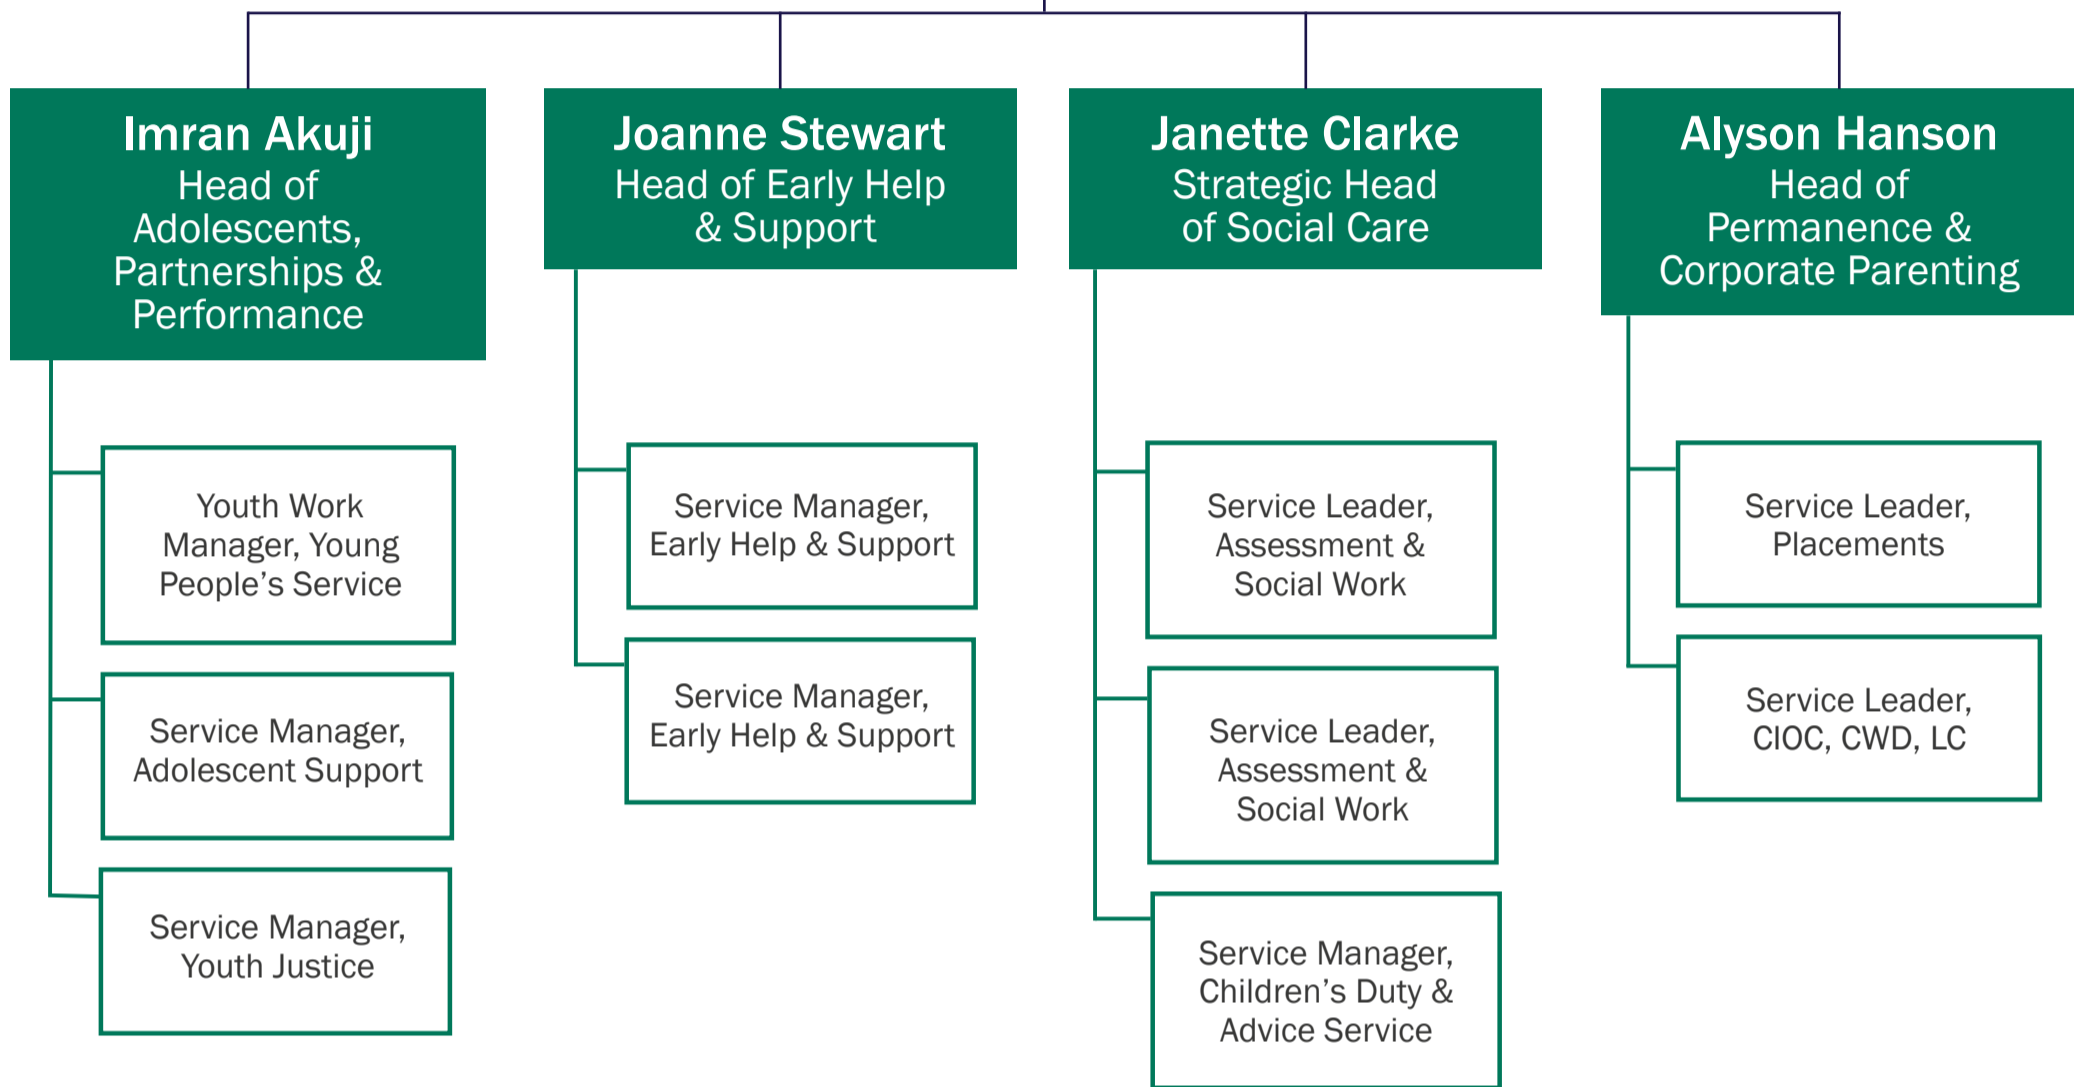 Imran Akuji
Head of
Adolescents,
Partnerships &
Performance
Youth Work
Manager, Young
People’s Service
Service Manager,
Adolescent Support
Service Manager,
Youth Justice
Joanne Stewart
Head of Early Help
& Support
Service Manager,
Early Help & Support
Service Manager,
Early Help & Support
Janette Clarke
Strategic Head
of Social Care
Service Leader,
Assessment &
Social Work
Service Leader,
Assessment &
Social Work
Service Manager,
Children’s Duty &
Advice Service
Alyson Hanson
Head of
Permanence &
Corporate Parenting
Service Leader,
Placements
Service Leader,
CIOC, CWD, LC